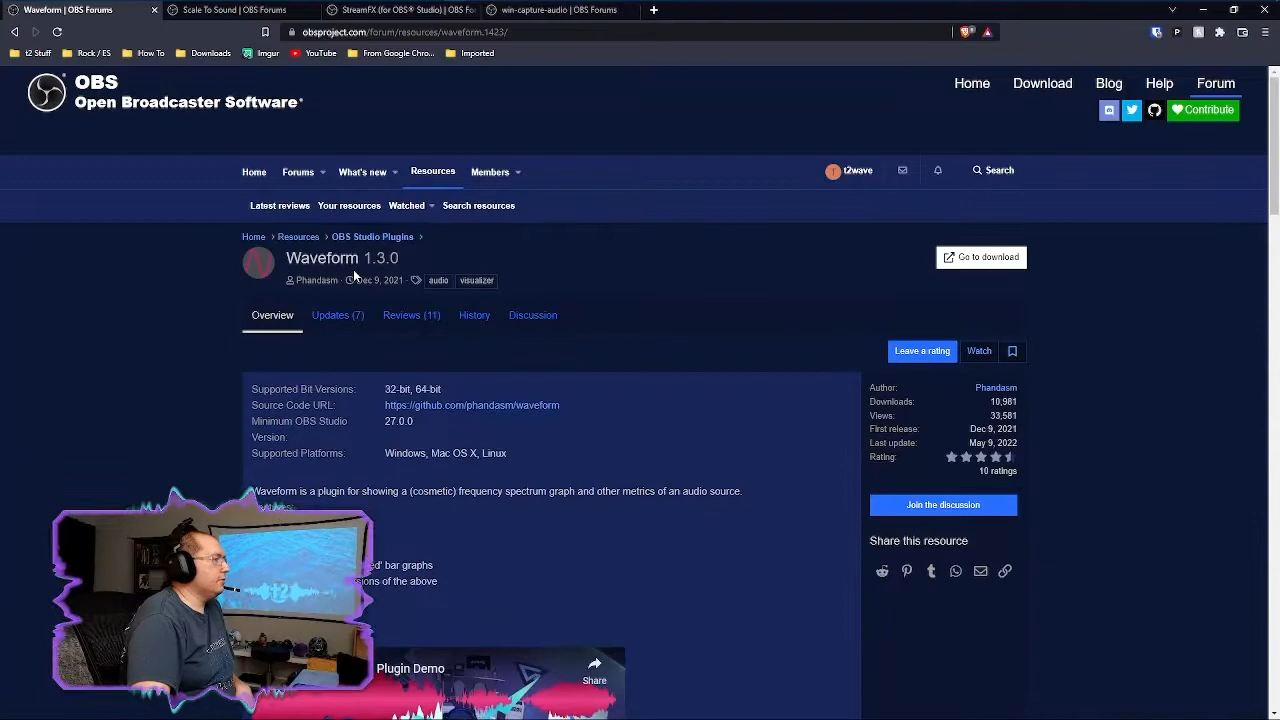 Waveform | OBS Forums
Scale To Sound | OBS Forums
StreamFX (for OBS® Studio) | OBS For
win-capture-audio | OBS Forums
obsproject.com/forum/resources/waveform.1423/
t2 Stuff
Rock / ES
How To
Downloads
Imgur
YouTube
From Google Chro...
Imported
OBS
Open Broadcaster Software
Home
Download
Blog
Help
Forum
Contribute
Home
Forums
What's new
Resources
Members
t2wave
Search
Latest reviews
Your resources
Watched
Search resources
Home > Resources > OBS Studio Plugins >
Waveform 1.3.0
Go to download
Phandasm · Dec 9, 2021 audio visualizer
Overview
Updates (7)
Reviews (11)
History
Discussion
Leave a rating
Watch
Supported Bit Versions: 32-bit, 64-bit
Source Code URL: https://github.com/phandasm/waveform
Minimum OBS Studio Version: 27.0.0
Supported Platforms: Windows, Mac OS X, Linux
Waveform is a plugin for showing a (cosmetic) frequency spectrum graph and other metrics of an audio source.
ed' bar graphs
sions of the above
Plugin Demo
Share
t2
Author: Phandasm
Downloads: 10,981
Views: 33,581
First release: Dec 9, 2021
Last update: May 9, 2022
Rating:
10 ratings
Join the discussion
Share this resource